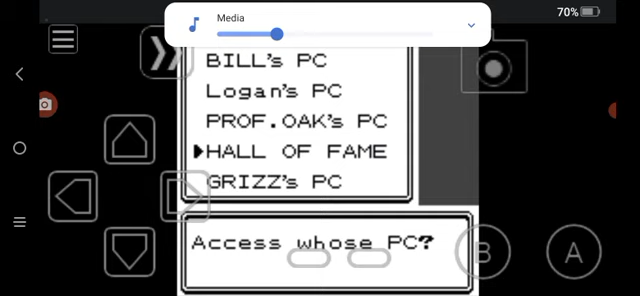 70%
Media
BILL's PC
Logan's PC
PROF.OAK's PC
▶HALL OF FAME
GRIZZ's PC
Access whose PC?
B
A